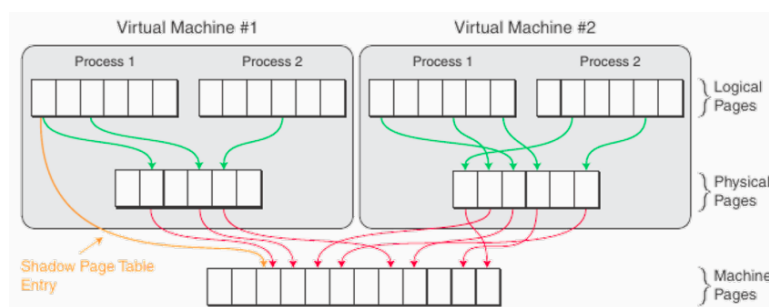 Virtual Machine #1
Virtual Machine #2
Process 1
Process 2
Process 1
Process 2
Logical
Pages
Physical
Pages
Shadow Page Table
Entry
Machine
Pages